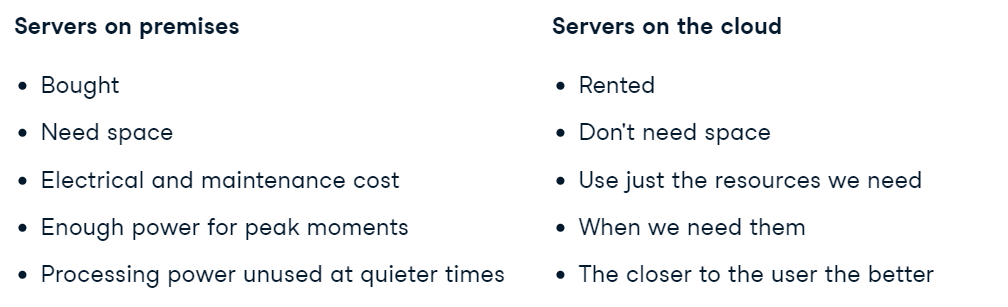 Servers on premises
• Bought
• Need space
• Electrical and maintenance cost
• Enough power for peak moments
• Processing power unused at quieter times
Servers on the cloud
• Rented
• Don't need space
• Use just the resources we need
• When we need them
• The closer to the user the better